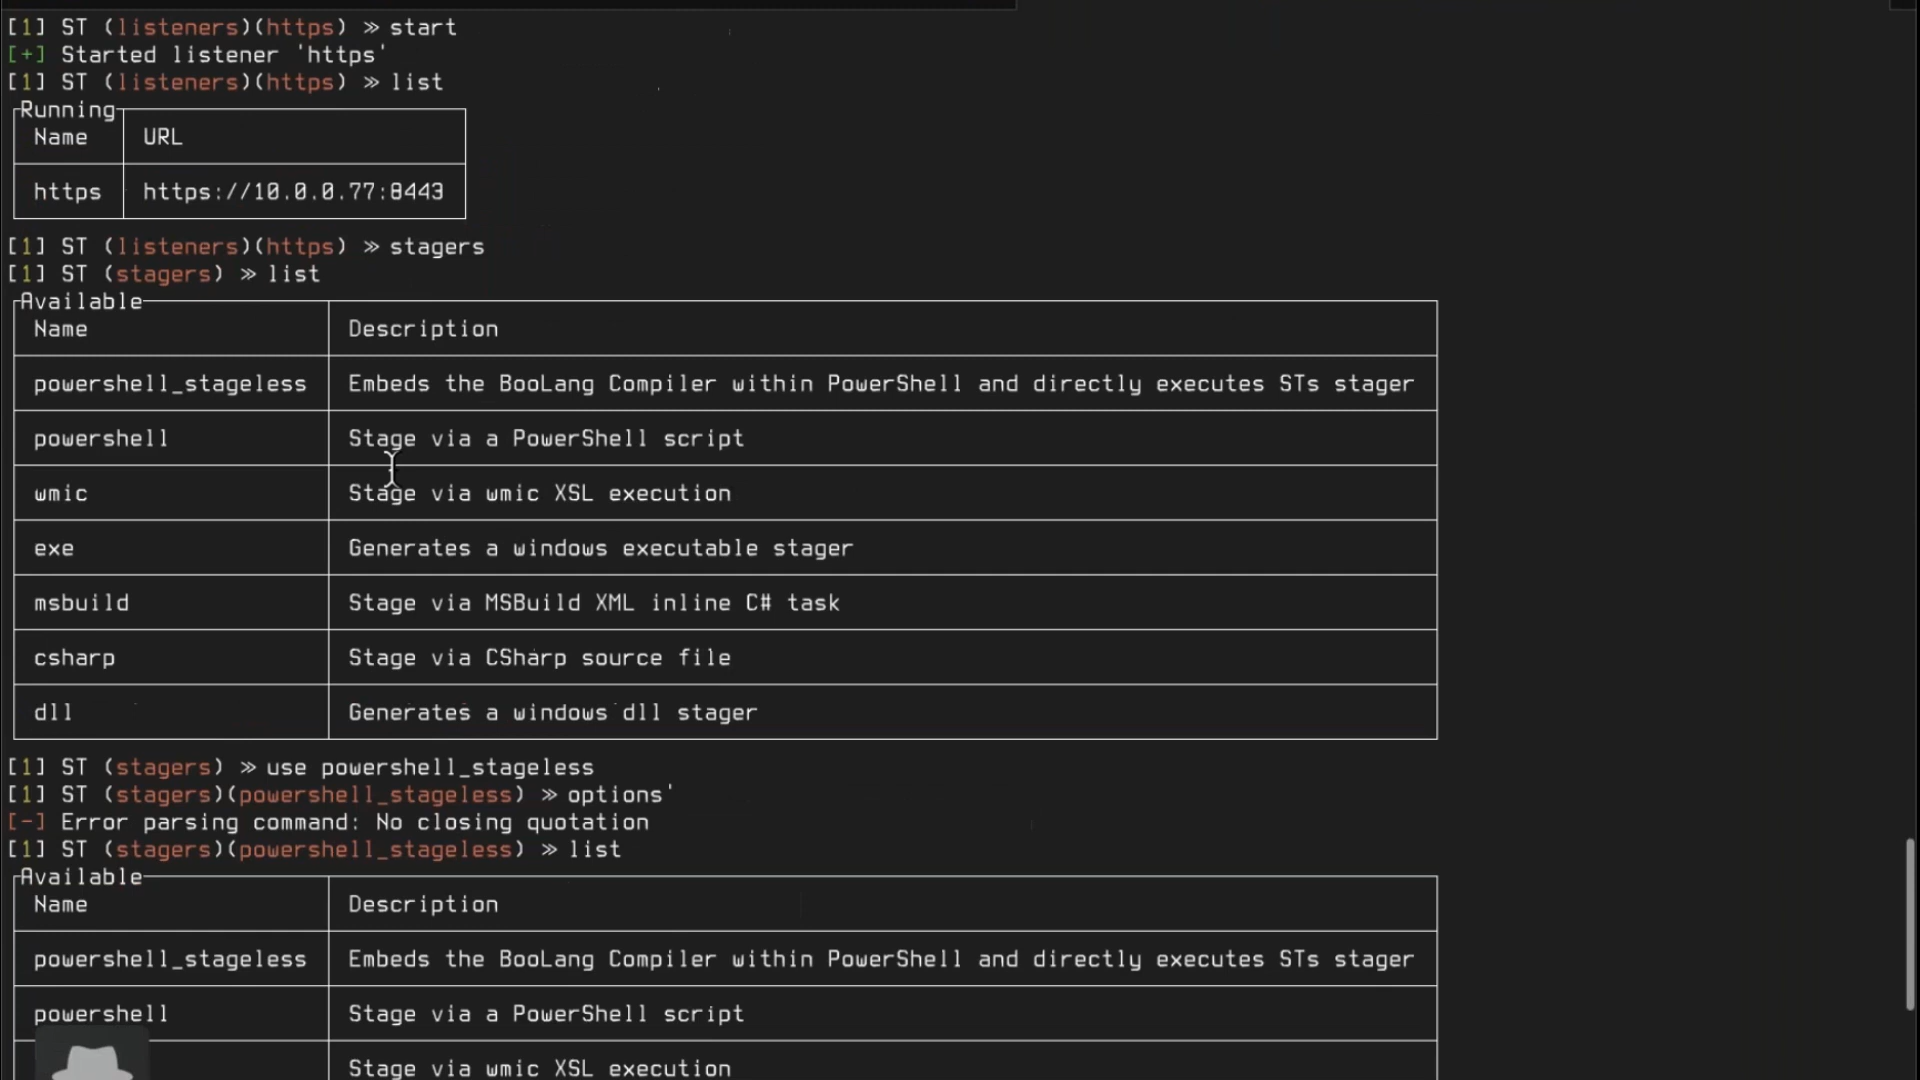 [1] ST (listeners)(https) ≫ start
[+] Started listener 'https'
[1] ST (listeners)(https) ≫ list
Running
Name URL
https https://10.0.0.77:8443
[1] ST (listeners)(https) ≫ stagers
[1] ST (stagers) ≫ list
Available
Name Description
powershell_stageless Embeds the BooLang Compiler within PowerShell and directly executes STs stager
powershell Stage via a PowerShell script
wmic Stage via wmic XSL execution
exe Generates a windows executable stager
msbuild Stage via MSBuild XML inline C# task
csharp Stage via CSharp source file
dll Generates a windows dll stager
[1] ST (stagers) ≫ use powershell_stageless
[1] ST (stagers)(powershell_stageless) ≫ options'
[-] Error parsing command: No closing quotation
[1] ST (stagers)(powershell_stageless) ≫ list
Available
Name Description
powershell_stageless Embeds the BooLang Compiler within PowerShell and directly executes STs stager
powershell Stage via a PowerShell script
Stage via wmic XSL execution